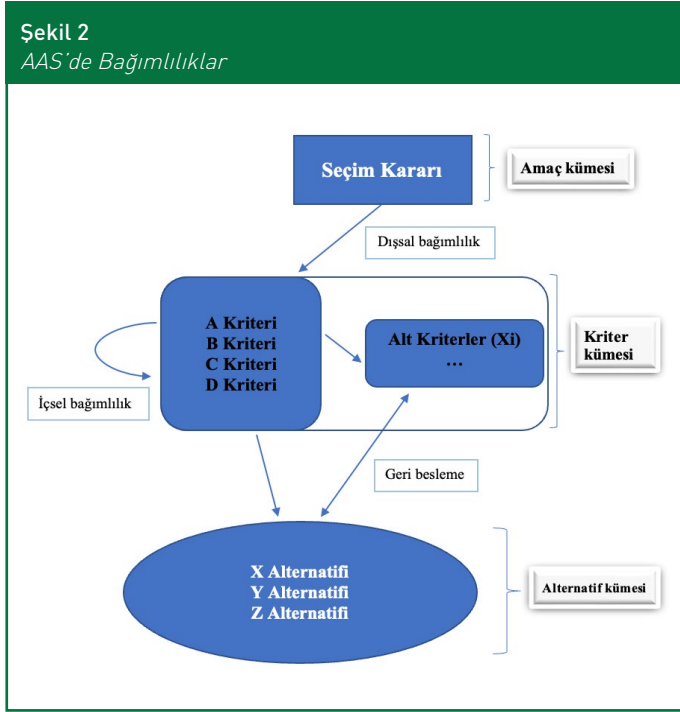 Şekil 2
AAS'de Bağımlılıklar
Seçim Kararı
Amaç kümesi
Dışsal bağımlılık
A Kriteri
B Kriteri
C Kriteri
D Kriteri
Alt Kriterler (Xi)
...
Kriter
kümesi
İçsel bağımlılık
Geri besleme
X Alternatifi
Y Alternatifi
Z Alternatifi
Alternatif kümesi